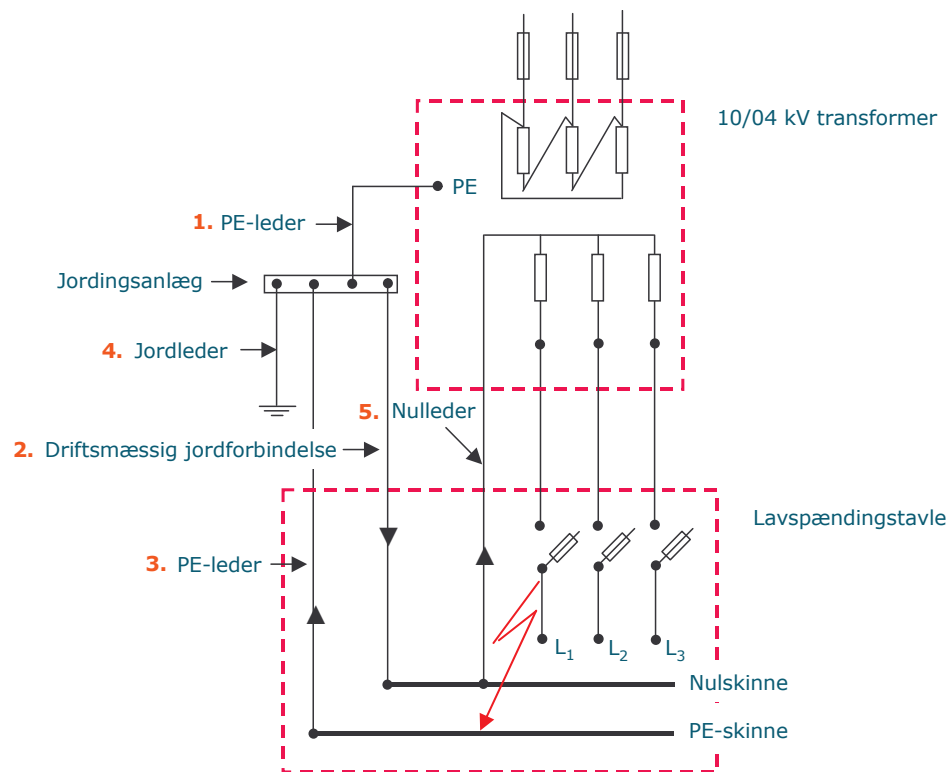 10/04 kV transformer
PE
1. PE-leder
Jordingsanlæg
4. Jordleder
5. Nulleder
2. Driftsmæssig jordforbindelse
Lavspændingstavle
3. PE-leder
L1 L2 L3
Nulskinne
PE-skinne